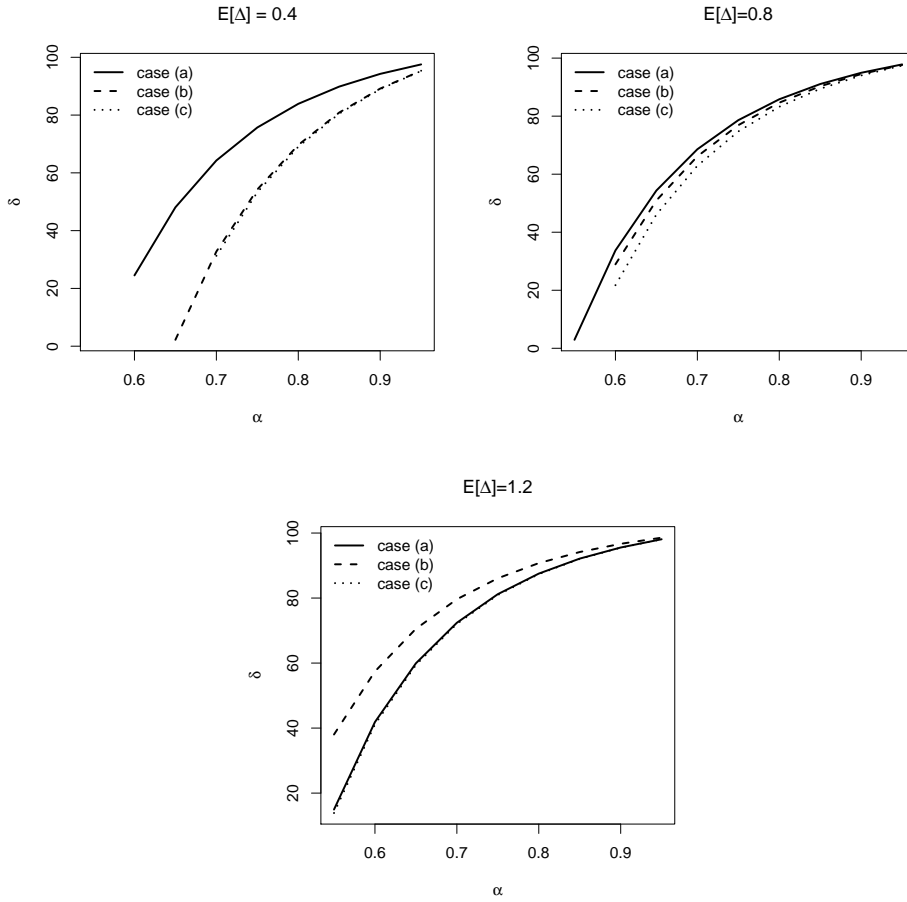 E[Δ] = 0.4
case (a)
case (b)
case (c)
δ
0 20 40 60 80 100
0.6 0.7 0.8 0.9
α
E[Δ]=0.8
case (a)
case (b)
case (c)
δ
0 20 40 60 80 100
0.6 0.7 0.8 0.9
α
E[Δ]=1.2
case (a)
case (b)
case (c)
δ
20 40 60 80 100
0.6 0.7 0.8 0.9
α